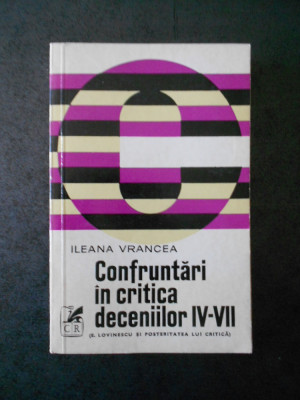 ILEANA VRANCEA
Confruntări
în critica
deceniilor IV-VII
(E. LOVINESCU ȘI POSTERITATEA LUI CRITICĂ)
CR